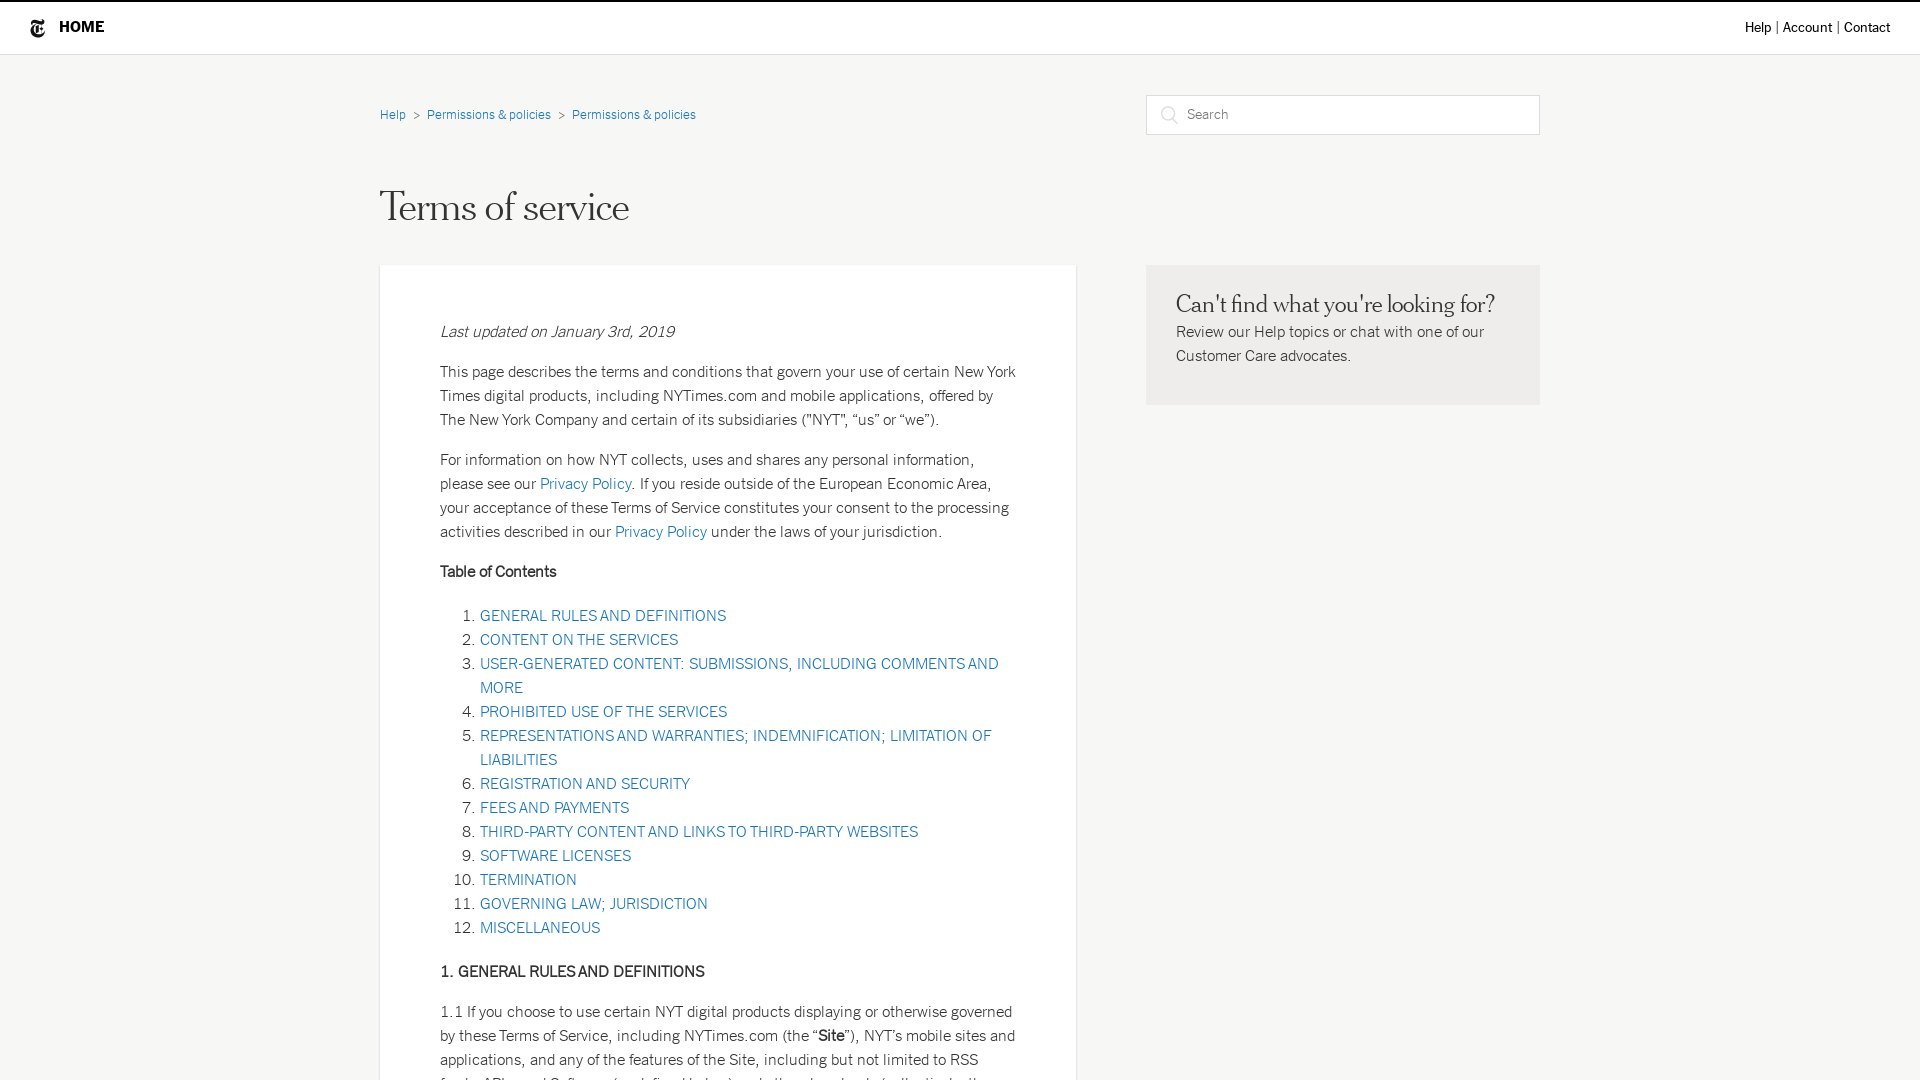 HOME
Help | Account | Contact
Help > Permissions & policies > Permissions & policies
Search
Terms of service
Last updated on January 3rd, 2019
This page describes the terms and conditions that govern your use of certain New York
Times digital products, including NYTimes.com and mobile applications, offered by
The New York Company and certain of its subsidiaries ("NYT", “us” or “we”).
For information on how NYT collects, uses and shares any personal information,
please see our Privacy Policy. If you reside outside of the European Economic Area,
your acceptance of these Terms of Service constitutes your consent to the processing
activities described in our Privacy Policy under the laws of your jurisdiction.
Table of Contents
1. GENERAL RULES AND DEFINITIONS
2. CONTENT ON THE SERVICES
3. USER-GENERATED CONTENT: SUBMISSIONS, INCLUDING COMMENTS AND
MORE
4. PROHIBITED USE OF THE SERVICES
5. REPRESENTATIONS AND WARRANTIES; INDEMNIFICATION; LIMITATION OF
LIABILITIES
6. REGISTRATION AND SECURITY
7. FEES AND PAYMENTS
8. THIRD-PARTY CONTENT AND LINKS TO THIRD-PARTY WEBSITES
9. SOFTWARE LICENSES
10. TERMINATION
11. GOVERNING LAW; JURISDICTION
12. MISCELLANEOUS
1. GENERAL RULES AND DEFINITIONS
1.1 If you choose to use certain NYT digital products displaying or otherwise governed
by these Terms of Service, including NYTimes.com (the “Site”), NYT’s mobile sites and
applications, and any of the features of the Site, including but not limited to RSS
Can't find what you're looking for?
Review our Help topics or chat with one of our
Customer Care advocates.